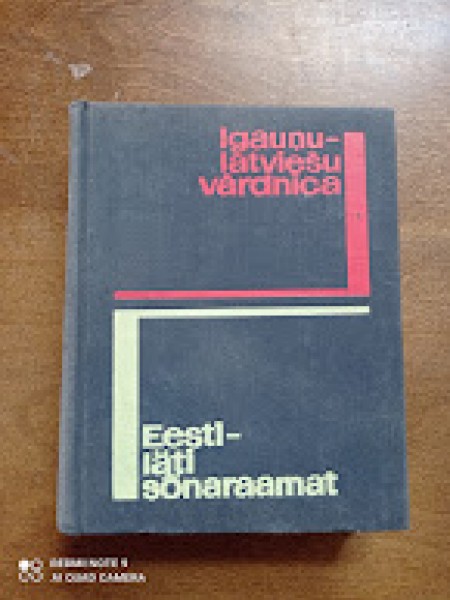 Igauņu-
latviešu
vārdnīca
Eesti-
läti
sõnaraamat
REDMI NOTE 9
AI QUAD CAMERA